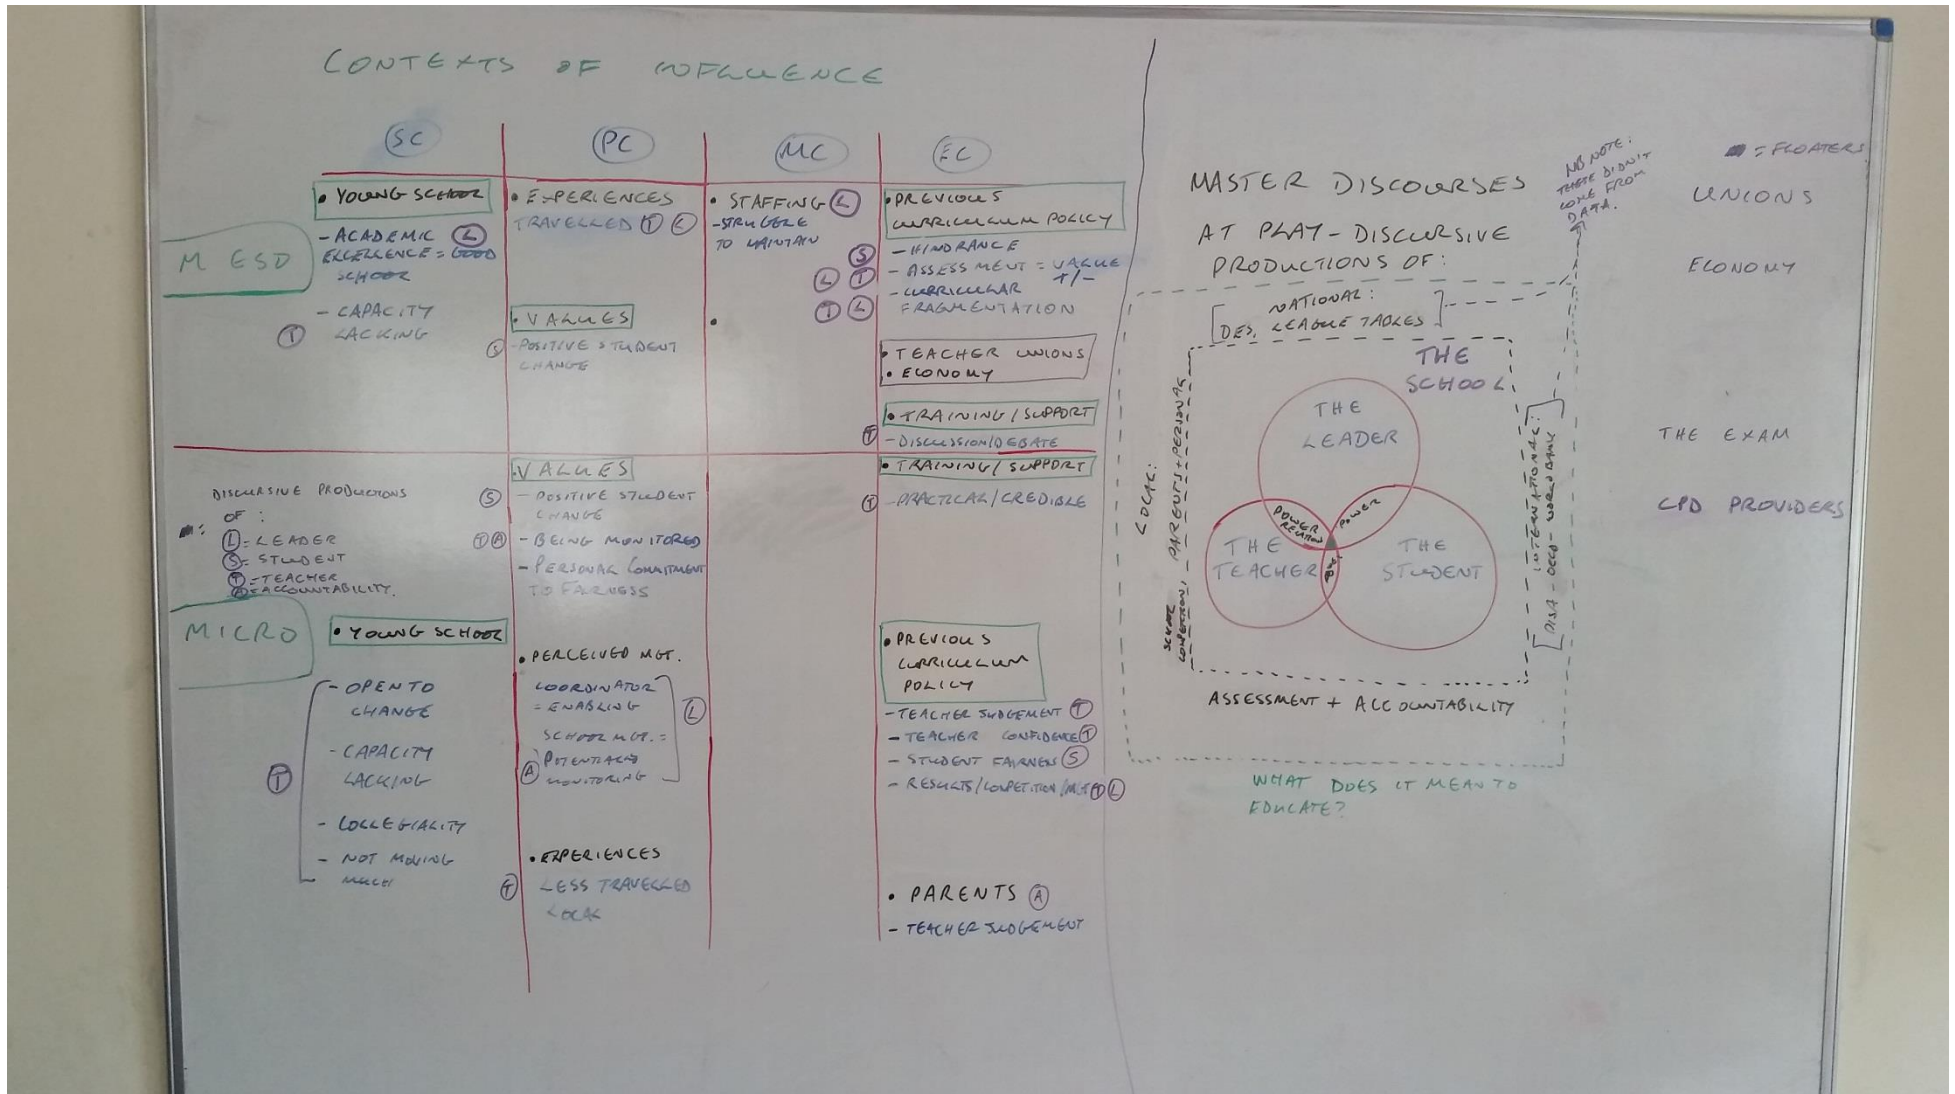 CONTEXTS OF INFLUENCE
SC
PC
MC
EC
MESO
• YOUNG SCHOOL
- ACADEMIC L
EXCELLENCE = GOOD
SCHOOL
- CAPACITY
T LACKING
• EXPERIENCES
TRAVELLED T L
• VALUES
S - POSITIVE STUDENT
CHANGE
• STAFFING L
- STRUGGLE
TO MAINTAIN
•
• PREVIOUS
CURRICULUM POLICY
- HINDRANCE
S - ASSESSMENT = VALUE
L T +/-
- CURRICULAR
T L FRAGMENTATION
• TEACHER UNIONS
• ECONOMY
• TRAINING / SUPPORT
T - DISCUSSION/DEBATE
DISCURSIVE PRODUCTIONS
OF :
L = LEADER
S = STUDENT
T = TEACHER
A = ACCOUNTABILITY.
MICRO
• YOUNG SCHOOL
- OPEN TO
CHANGE
- CAPACITY
T LACKING
- COLLEGIALITY
- NOT MOVING
MUCH
• VALUES
S - POSITIVE STUDENT
CHANGE
T A - BEING MONITORED
- PERSONAL COMMITMENT
TO FAIRNESS
• PERCEIVED MGT.
COORDINATOR
= ENABLING L
SCHOOL MGT. =
A MONITORING
• EXPERIENCES
T LESS TRAVELLED
LOCAL
• TRAINING / SUPPORT
T - PRACTICAL / CREDIBLE
• PREVIOUS
CURRICULUM
POLICY
- TEACHER JUDGEMENT T
- TEACHER CONFIDENCE T
- STUDENT FAIRNESS S
- RESULTS/COMPETITION/MGT T L
• PARENTS A
- TEACHER JUDGEMENT
MASTER DISCOURSES
AT PLAY - DISCURSIVE
PRODUCTIONS OF :
NB NOTE:
THESE DIDN'T
COME FROM
DATA.
NATIONAL:
DES, LEAGUE TABLES
THE
SCHOOL
THE
LEADER
POWER
RELATION
POWER
THE
TEACHER
THE
STUDENT
LOCAL:
SCHOOL
COMPETITION, PARENTS + PERSONAL
INTERNATIONAL:
OECD - WORLD BANK
ASSESSMENT + ACCOUNTABILITY
WHAT DOES IT MEAN TO
EDUCATE?
= FLOATERS
UNIONS
ECONOMY
THE EXAM
CPD PROVIDERS